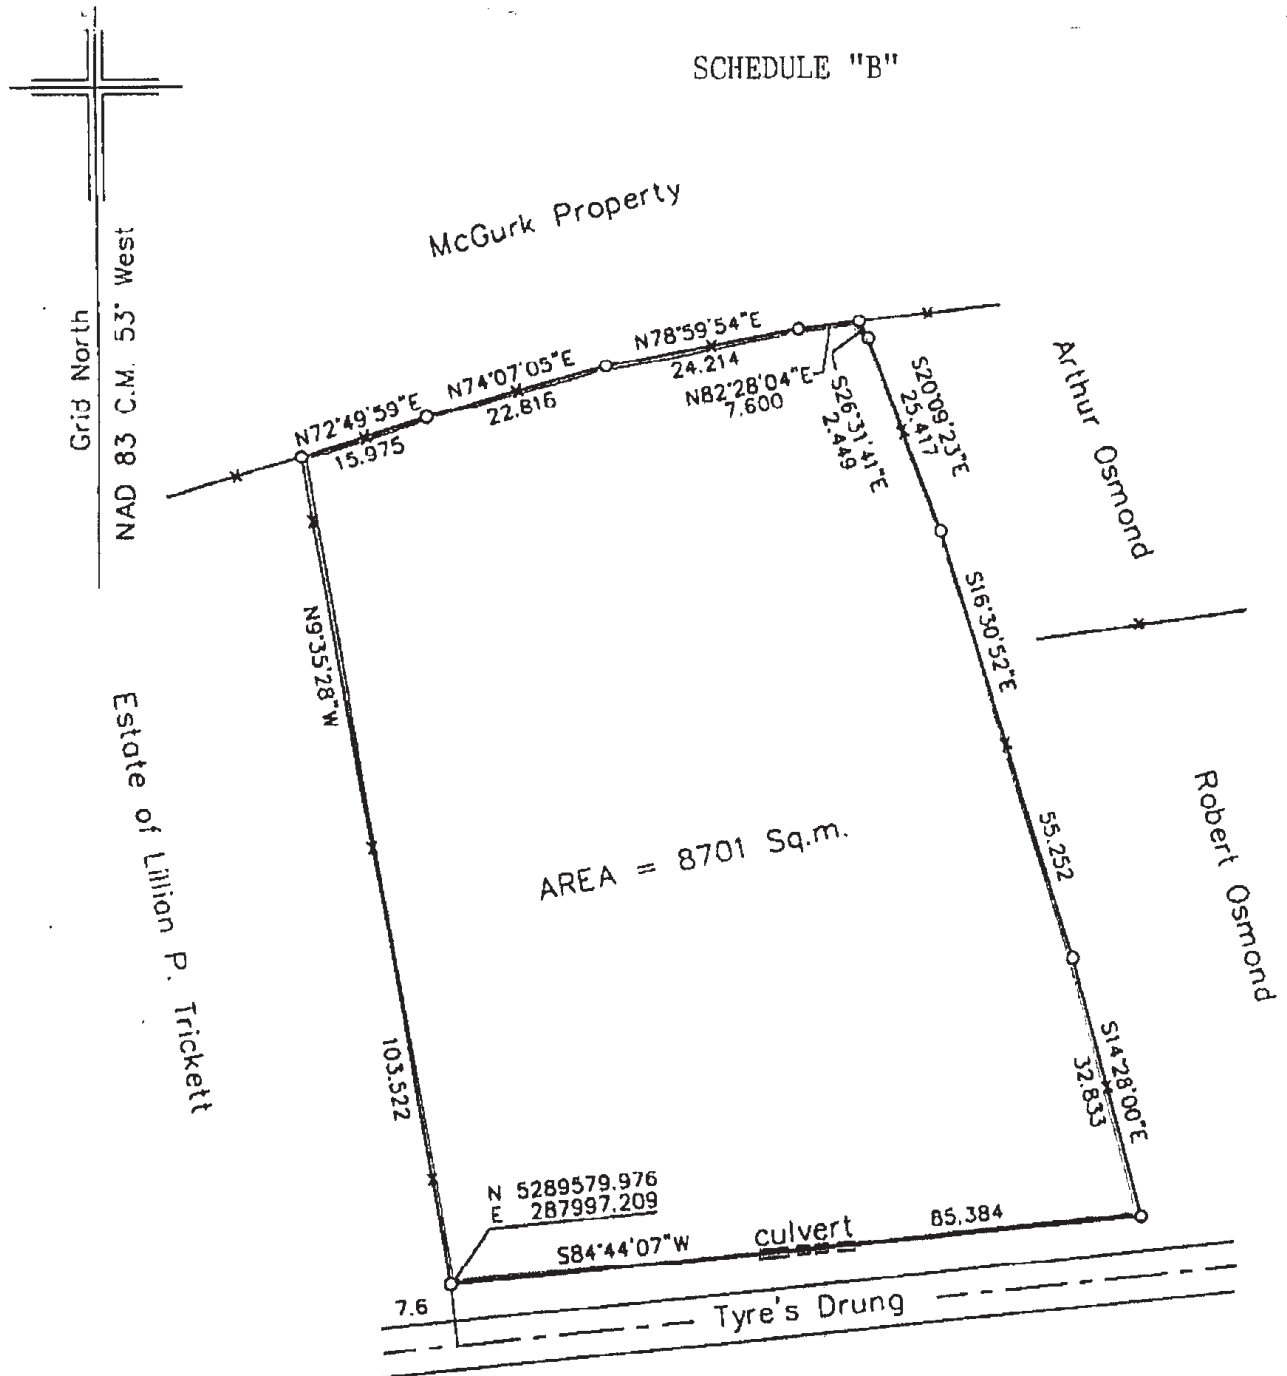 SCHEDULE "B"
Grid North
NAD 83 C.M. 53° West
McGurk Property
N72°49'59"E
15.975
N74°07'05"E
22.816
N78°59'54"E
24.214
N82°28'04"E
7.600
S26°31'41"E
2.449
S20°09'23"E
25.417
Arthur Osmond
S16°30'52"E
55.252
Robert Osmond
S14°28'00"E
32.833
N9°35'28"W
103.522
Estate of Lillian P. Trickett
AREA = 8701 Sq.m.
N 5289579.976
E 287997.209
S84°44'07"W
culvert
85.384
7.6
Tyre's Drung